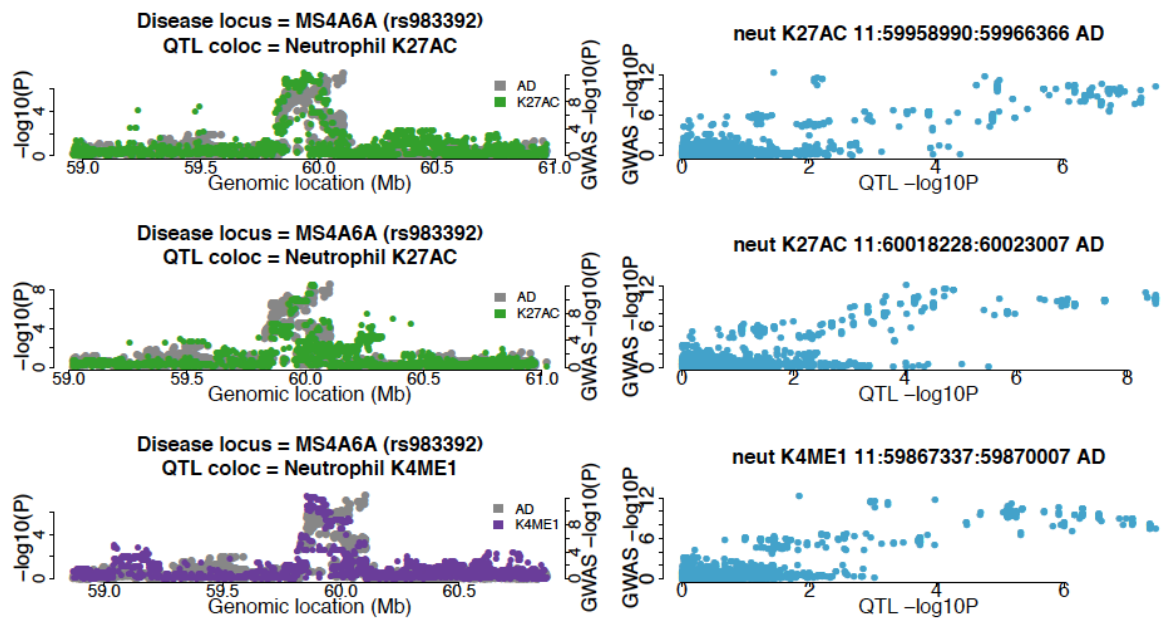 Disease locus = MS4A6A (rs983392)
QTL coloc = Neutrophil K27AC
−log10(P)
0
4
AD
K27AC
0
4
8
GWAS −log10(P)
59.0
59.5
60.0
60.5
61.0
Genomic location (Mb)
neut K27AC 11:59958990:59966366 AD
GWAS −log10P
0
6
12
0
2
4
6
QTL −log10P
Disease locus = MS4A6A (rs983392)
QTL coloc = Neutrophil K27AC
−log10(P)
0
4
8
AD
K27AC
0
4
8
GWAS −log10(P)
59.0
59.5
60.0
60.5
61.0
Genomic location (Mb)
neut K27AC 11:60018228:60023007 AD
GWAS −log10P
0
6
12
0
2
4
6
8
QTL −log10P
Disease locus = MS4A6A (rs983392)
QTL coloc = Neutrophil K4ME1
−log10(P)
0
4
AD
K4ME1
0
4
8
GWAS −log10(P)
59.0
59.5
60.0
60.5
Genomic location (Mb)
neut K4ME1 11:59867337:59870007 AD
GWAS −log10P
0
6
12
0
2
4
6
QTL −log10P